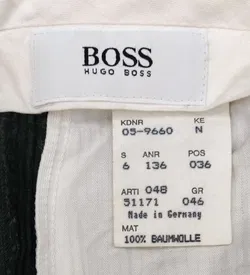 BOSS
HUGO BOSS
KDNR KE
05-9660 N
S ANR POS
6 136 036
ARTI 048 GR
51171 046
Made in Germany
MAT
100% BAUMWOLLE